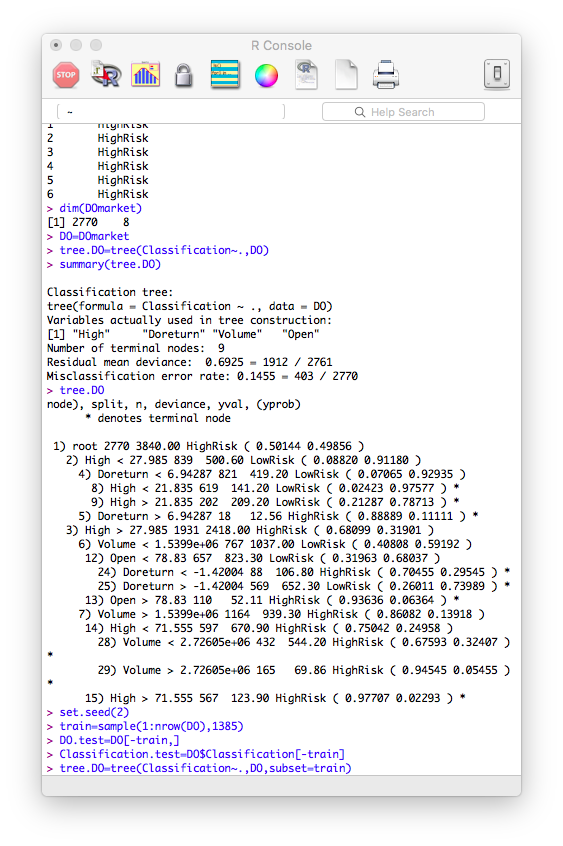 R Console
STOP
R
~
Help Search
1       HighRisk
2       HighRisk
3       HighRisk
4       HighRisk
5       HighRisk
6       HighRisk
> dim(DOmarket)
[1] 2770    8
> DO=DOmarket
> tree.DO=tree(Classification~.,DO)
> summary(tree.DO)
Classification tree:
tree(formula = Classification ~ ., data = DO)
Variables actually used in tree construction:
[1] "High"     "Doreturn" "Volume"   "Open"
Number of terminal nodes:  9
Residual mean deviance:  0.6925 = 1912 / 2761
Misclassification error rate: 0.1455 = 403 / 2770
> tree.DO
node), split, n, deviance, yval, (yprob)
      * denotes terminal node
 1) root 2770 3840.00 HighRisk ( 0.50144 0.49856 )
   2) High < 27.985 839  500.60 LowRisk ( 0.08820 0.91180 )
     4) Doreturn < 6.94287 821  419.20 LowRisk ( 0.07065 0.92935 )
       8) High < 21.835 619  141.20 LowRisk ( 0.02423 0.97577 ) *
       9) High > 21.835 202  209.20 LowRisk ( 0.21287 0.78713 ) *
     5) Doreturn > 6.94287 18   12.56 HighRisk ( 0.88889 0.11111 ) *
   3) High > 27.985 1931 2418.00 HighRisk ( 0.68099 0.31901 )
     6) Volume < 1.5399e+06 767 1037.00 LowRisk ( 0.40808 0.59192 )
      12) Open < 78.83 657  823.30 LowRisk ( 0.31963 0.68037 )
        24) Doreturn < -1.42004 88  106.80 HighRisk ( 0.70455 0.29545 ) *
        25) Doreturn > -1.42004 569  652.30 LowRisk ( 0.26011 0.73989 ) *
      13) Open > 78.83 110   52.11 HighRisk ( 0.93636 0.06364 ) *
     7) Volume > 1.5399e+06 1164  939.30 HighRisk ( 0.86082 0.13918 )
      14) High < 71.555 597  670.90 HighRisk ( 0.75042 0.24958 )
        28) Volume < 2.72605e+06 432  544.20 HighRisk ( 0.67593 0.32407 )
*
        29) Volume > 2.72605e+06 165   69.86 HighRisk ( 0.94545 0.05455 )
*
      15) High > 71.555 567  123.90 HighRisk ( 0.97707 0.02293 ) *
> set.seed(2)
> train=sample(1:nrow(DO),1385)
> DO.test=DO[-train,]
> Classification.test=DO$Classification[-train]
> tree.DO=tree(Classification~.,DO,subset=train)